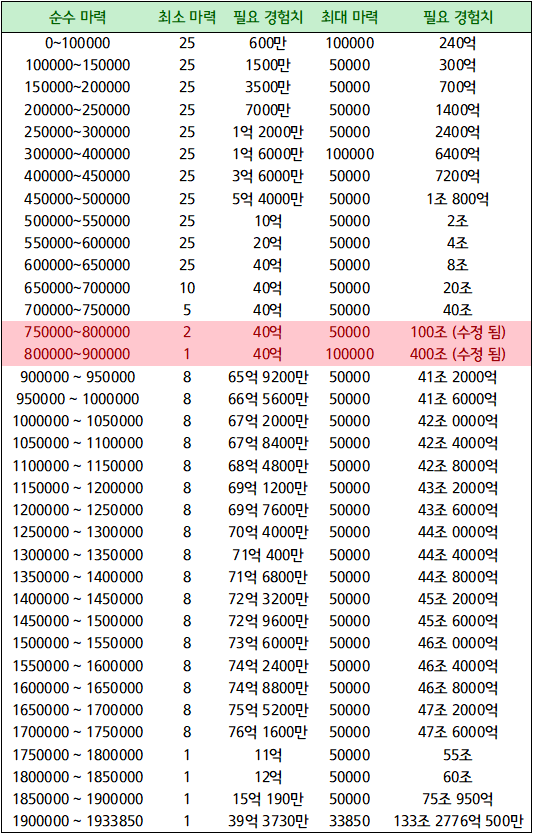 순수 마력 최소 마력 필요 경험치 최대 마력 필요 경험치
0~100000 25 600만 100000 240억
100000~150000 25 1500만 50000 300억
150000~200000 25 3500만 50000 700억
200000~250000 25 7000만 50000 1400억
250000~300000 25 1억 2000만 50000 2400억
300000~400000 25 1억 6000만 100000 6400억
400000~450000 25 3억 6000만 50000 7200억
450000~500000 25 5억 4000만 50000 1조 800억
500000~550000 25 10억 50000 2조
550000~600000 25 20억 50000 4조
600000~650000 25 40억 50000 8조
650000~700000 10 40억 50000 20조
700000~750000 5 40억 50000 40조
750000~800000 2 40억 50000 100조 (수정 됨)
800000~900000 1 40억 100000 400조 (수정 됨)
900000 ~ 950000 8 65억 9200만 50000 41조 2000억
950000 ~ 1000000 8 66억 5600만 50000 41조 6000억
1000000 ~ 1050000 8 67억 2000만 50000 42조 0000억
1050000 ~ 1100000 8 67억 8400만 50000 42조 4000억
1100000 ~ 1150000 8 68억 4800만 50000 42조 8000억
1150000 ~ 1200000 8 69억 1200만 50000 43조 2000억
1200000 ~ 1250000 8 69억 7600만 50000 43조 6000억
1250000 ~ 1300000 8 70억 4000만 50000 44조 0000억
1300000 ~ 1350000 8 71억 400만 50000 44조 4000억
1350000 ~ 1400000 8 71억 6800만 50000 44조 8000억
1400000 ~ 1450000 8 72억 3200만 50000 45조 2000억
1450000 ~ 1500000 8 72억 9600만 50000 45조 6000억
1500000 ~ 1550000 8 73억 6000만 50000 46조 0000억
1550000 ~ 1600000 8 74억 2400만 50000 46조 4000억
1600000 ~ 1650000 8 74억 8800만 50000 46조 8000억
1650000 ~ 1700000 8 75억 5200만 50000 47조 2000억
1700000 ~ 1750000 8 76억 1600만 50000 47조 6000억
1750000 ~ 1800000 1 11억 50000 55조
1800000 ~ 1850000 1 12억 50000 60조
1850000 ~ 1900000 1 15억 190만 50000 75조 950억
1900000 ~ 1933850 1 39억 3730만 33850 133조 2776억 500만